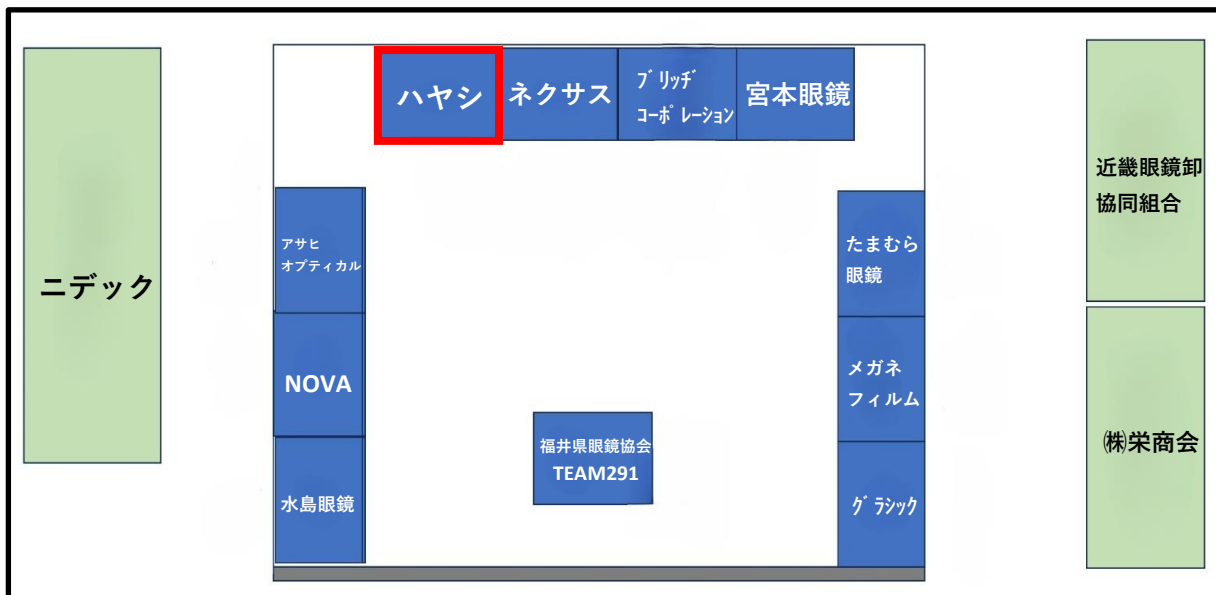 ハヤシ
ネクサス
ﾌﾞﾘｯﾁﾞ
ｺｰﾎﾟﾚｰｼｮﾝ
宮本眼鏡
近畿眼鏡卸
協同組合
アサヒ
オプティカル
たまむら
眼鏡
ニデック
NOVA
メガネ
フィルム
福井県眼鏡協会
TEAM291
㈱栄商会
水島眼鏡
ｸﾞﾗｼｯｸ